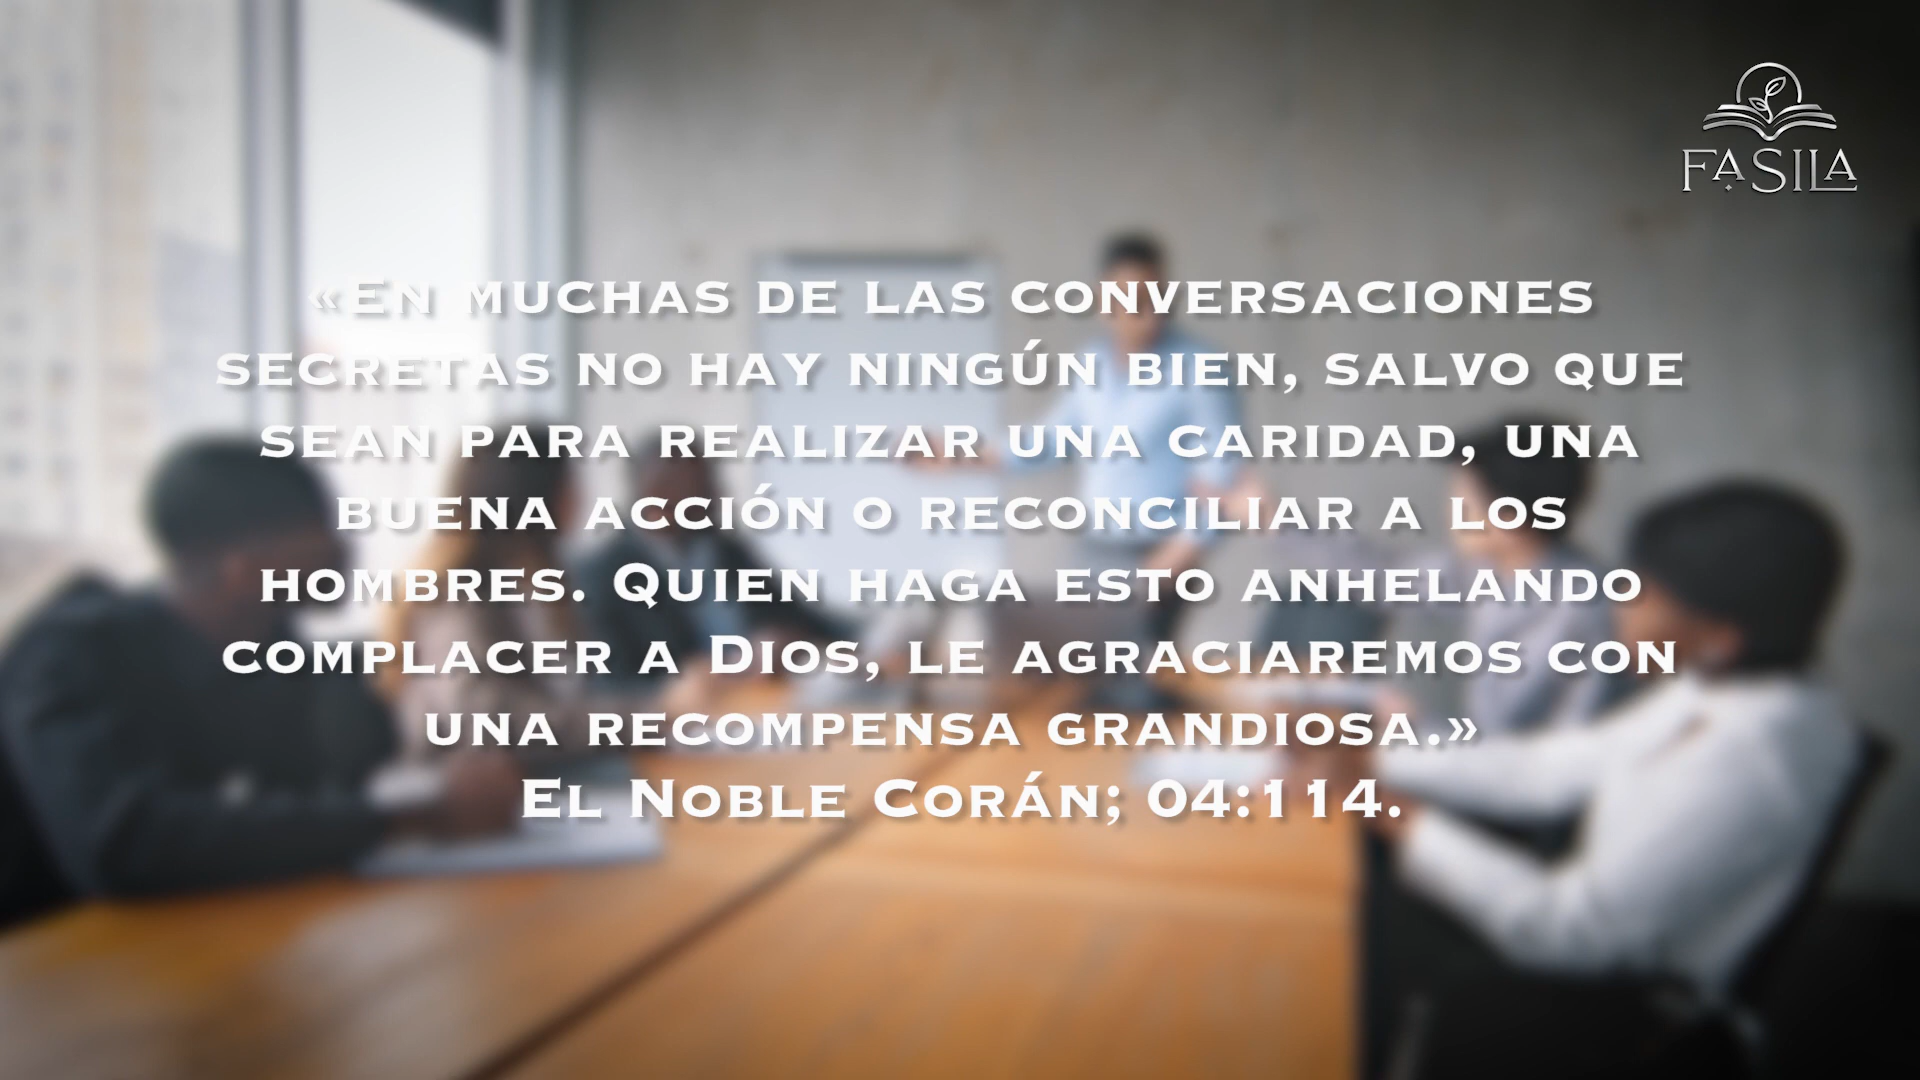 FASILA
«En muchas de las conversaciones
secretas no hay ningún bien, salvo que
sean para realizar una caridad, una
buena acción o reconciliar a los
hombres. Quien haga esto anhelando
complacer a Dios, le agraciaremos con
una recompensa grandiosa.»
El Noble Corán; 04:114.